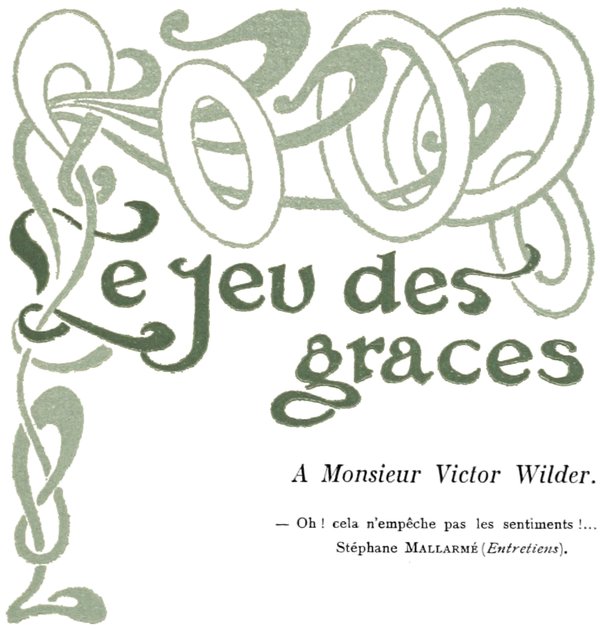 Le jeu des
graces
A Monsieur Victor Wilder.
— Oh ! cela n'empêche pas les sentiments !...
Stéphane MALLARMÉ (Entretiens).